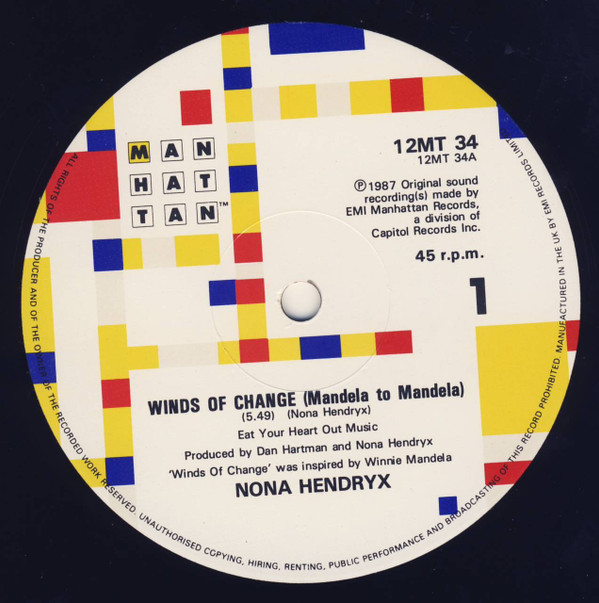 MAN
HAT
TAN™
12MT 34
12MT 34A
℗1987 Original sound
recording(s) made by
EMI Manhattan Records,
a division of
Capitol Records Inc.
45 r.p.m.
1
WINDS OF CHANGE (Mandela to Mandela)
(5.49) (Nona Hendryx)
Eat Your Heart Out Music
Produced by Dan Hartman and Nona Hendryx
'Winds Of Change' was inspired by Winnie Mandela
NONA HENDRYX
ALL RIGHTS OF THE PRODUCER AND OF THE OWNER OF THE RECORDED WORK RESERVED. UNAUTHORISED COPYING, HIRING, RENTING, PUBLIC PERFORMANCE AND BROADCASTING OF THIS RECORD PROHIBITED. MANUFACTURED IN THE UK BY EMI RECORDS LIMITED